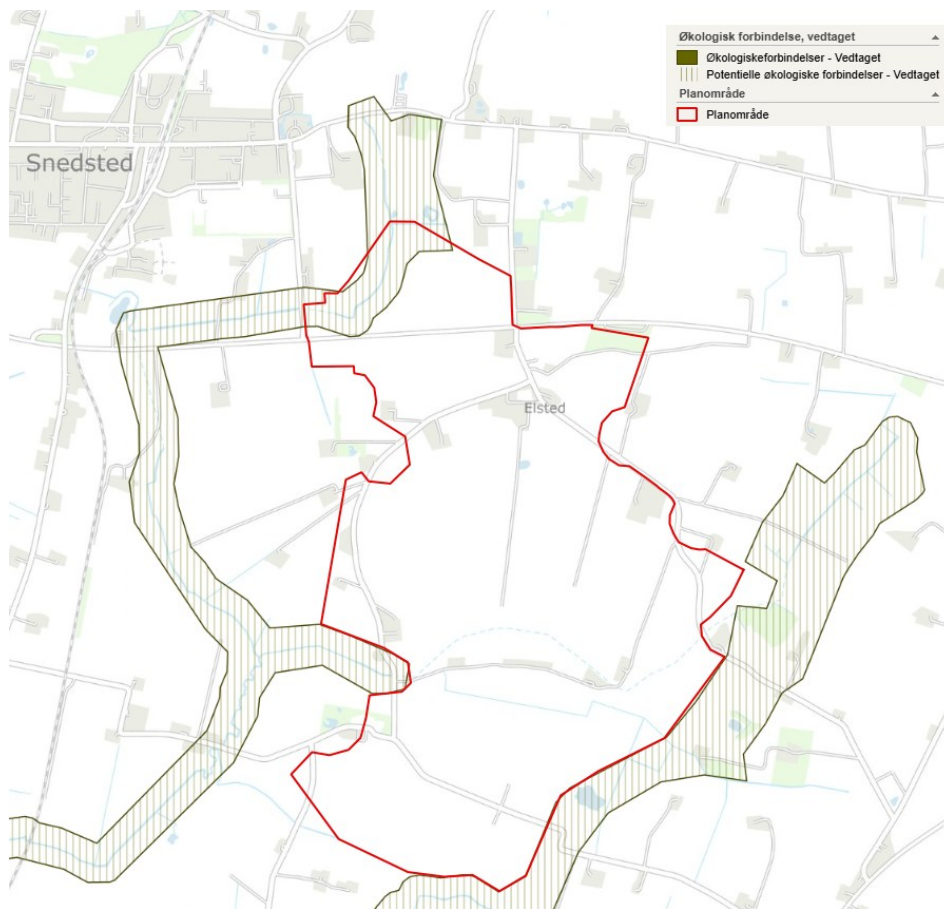 Økologisk forbindelse, vedtaget
Økologiskeforbindelser - Vedtaget
Potentielle økologiske forbindelser - Vedtaget
Planområde
Planområde
Snedsted
Elsted